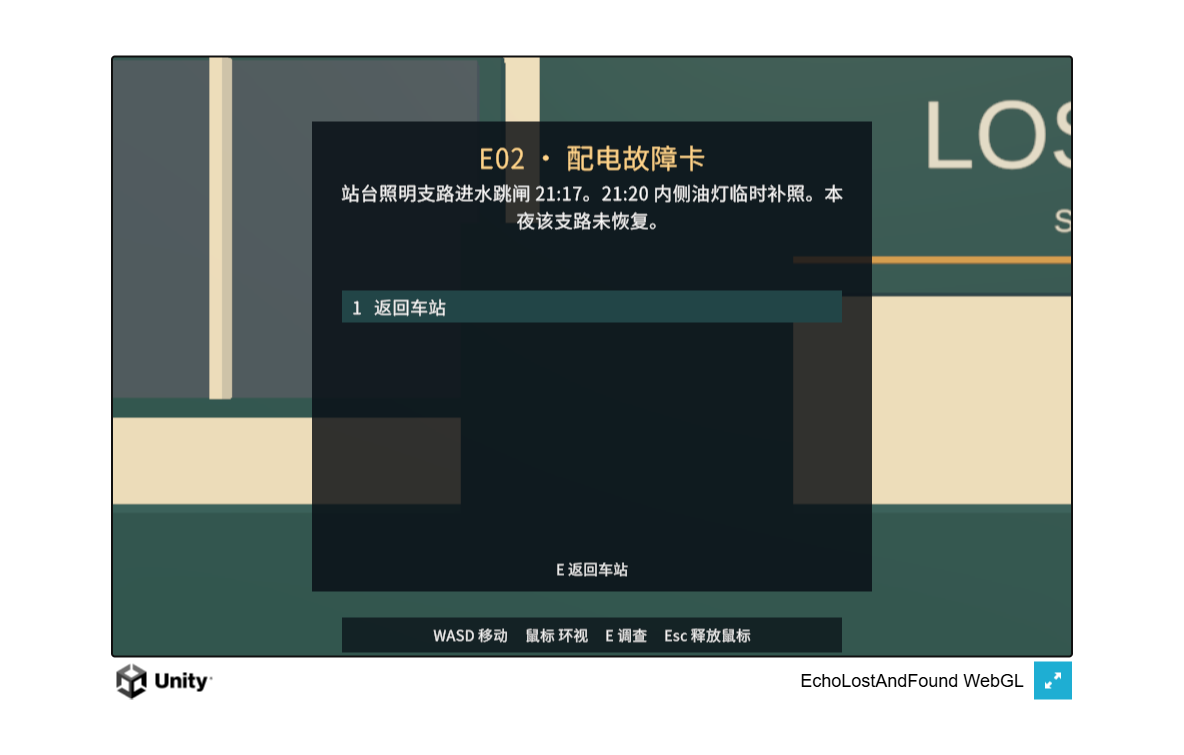 LOS
S
E02 · 配电故障卡
站台照明支路进水跳闸 21:17。21:20 内侧油灯临时补照。本
夜该支路未恢复。
1 返回车站
E 返回车站
WASD 移动 鼠标 环视 E 调查 Esc 释放鼠标
Unity
EchoLostAndFound WebGL